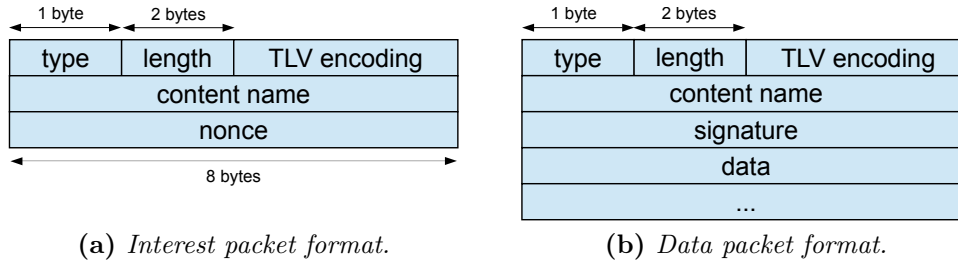 1 byte 2 bytes
type length TLV encoding
content name
nonce
8 bytes
(a) Interest packet format.
1 byte 2 bytes
type length TLV encoding
content name
signature
data
...
(b) Data packet format.